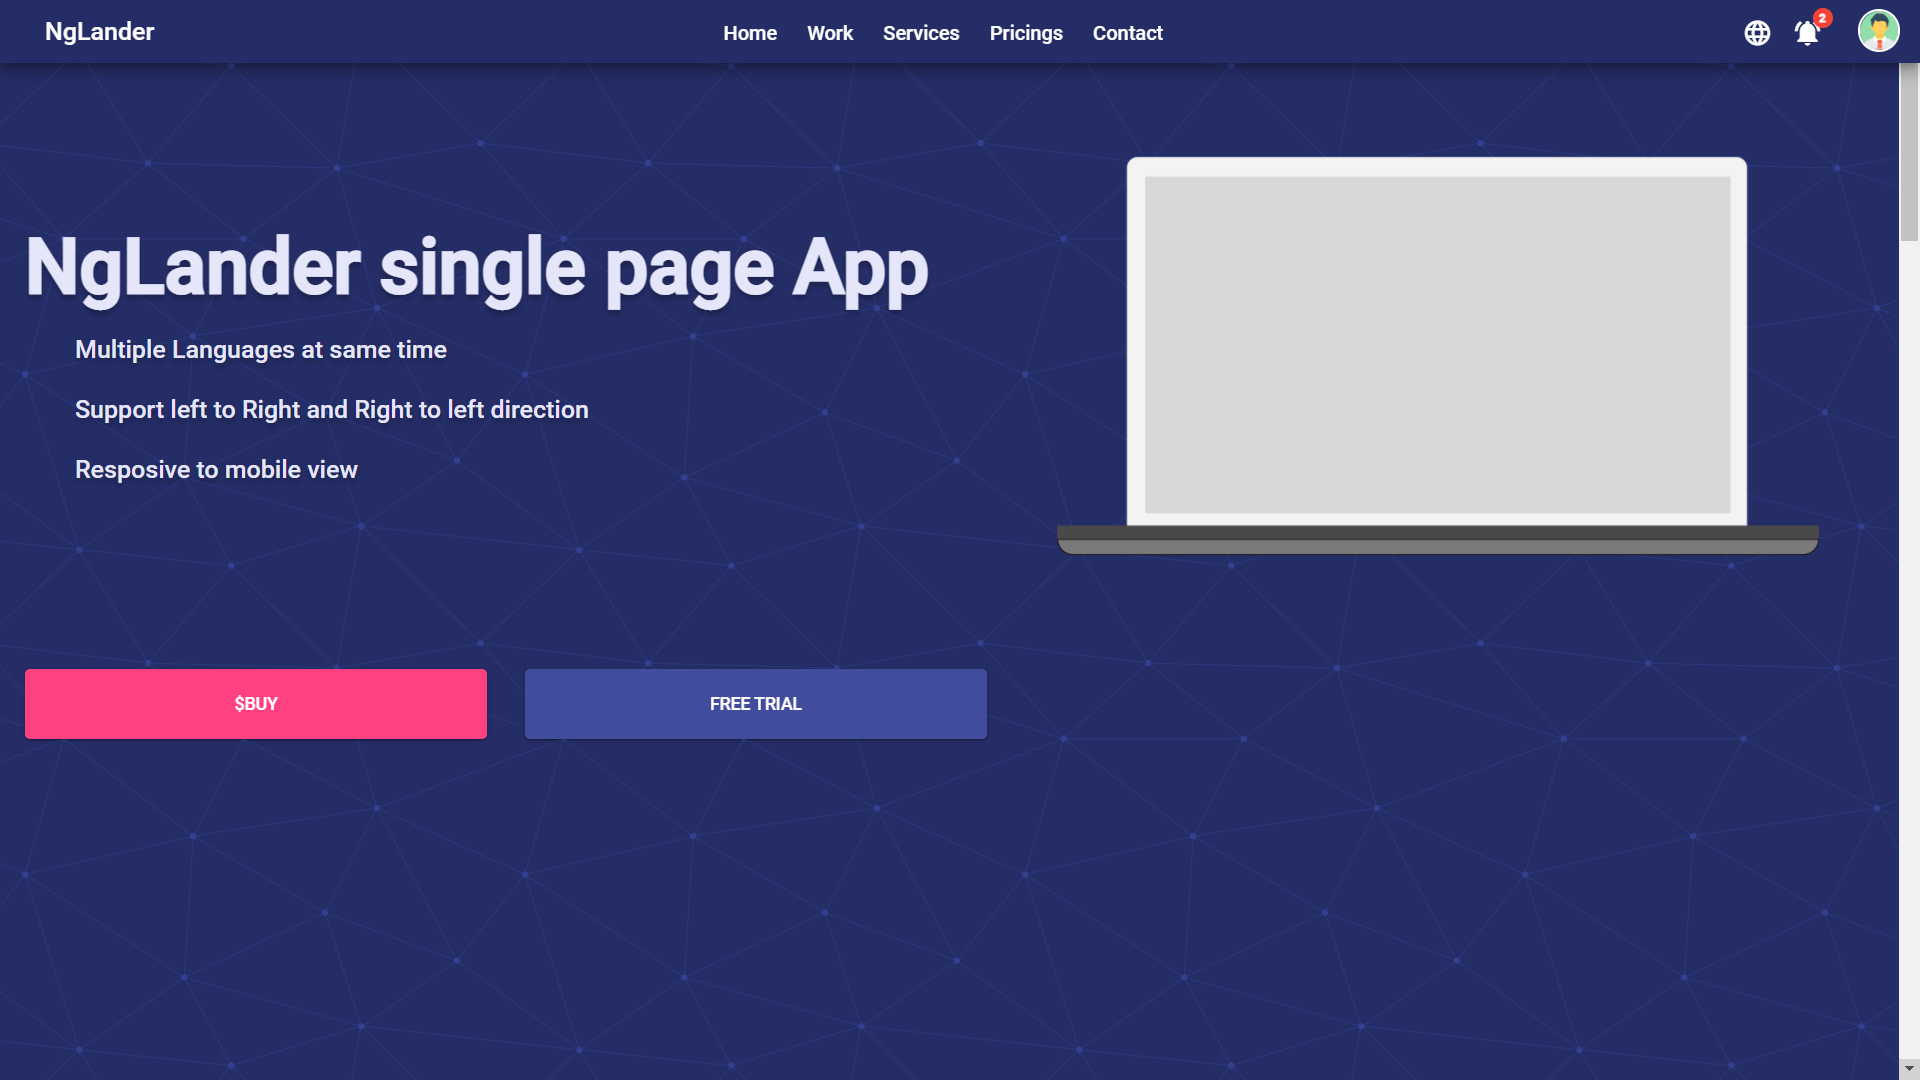 NgLander
Home Work Services Pricings Contact
2
NgLander single page App
Multiple Languages at same time
Support left to Right and Right to left direction
Resposive to mobile view
$BUY
FREE TRIAL